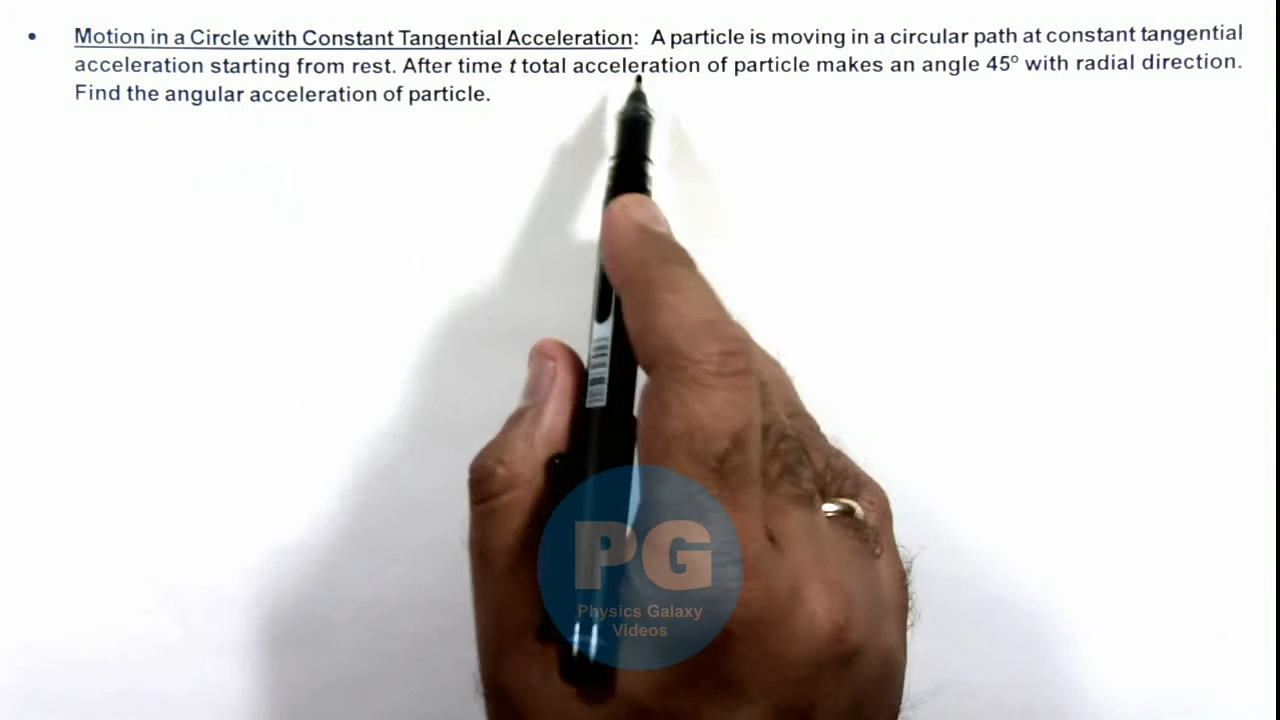 • Motion in a Circle with Constant Tangential Acceleration: A particle is moving in a circular path at constant tangential
acceleration starting from rest. After time t total acceleration of particle makes an angle 45° with radial direction.
Find the angular acceleration of particle.
PG
Physics Galaxy
Videos